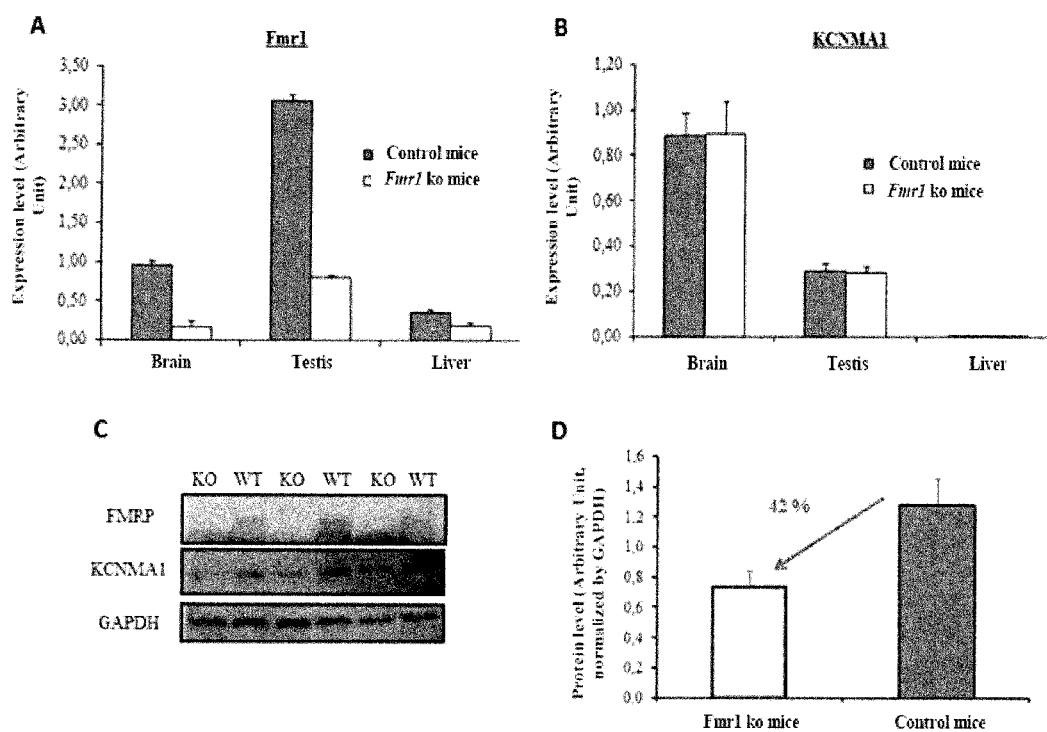 A
Fmr1
3,50
3,00
2,50
2,00
1,50
1,00
0,50
0,00
Expression level (Arbitrary
Unit)
Control mice
Fmr1 ko mice
Brain Testis Liver
B
KCNMA1
1,20
1,00
0,80
0,60
0,40
0,20
0,00
Expression level (Arbitrary
Unit)
Control mice
Fmr1 ko mice
Brain Testis Liver
C
KO WT KO WT KO WT
FMRP
KCNMA1
GAPDH
D
1,6
1,4
1,2
1,0
0,8
0,6
0,4
0,2
0,0
Protein level (Arbitrary Unit,
normalized by GAPDH)
42 %
Fmr1 ko mice Control mice